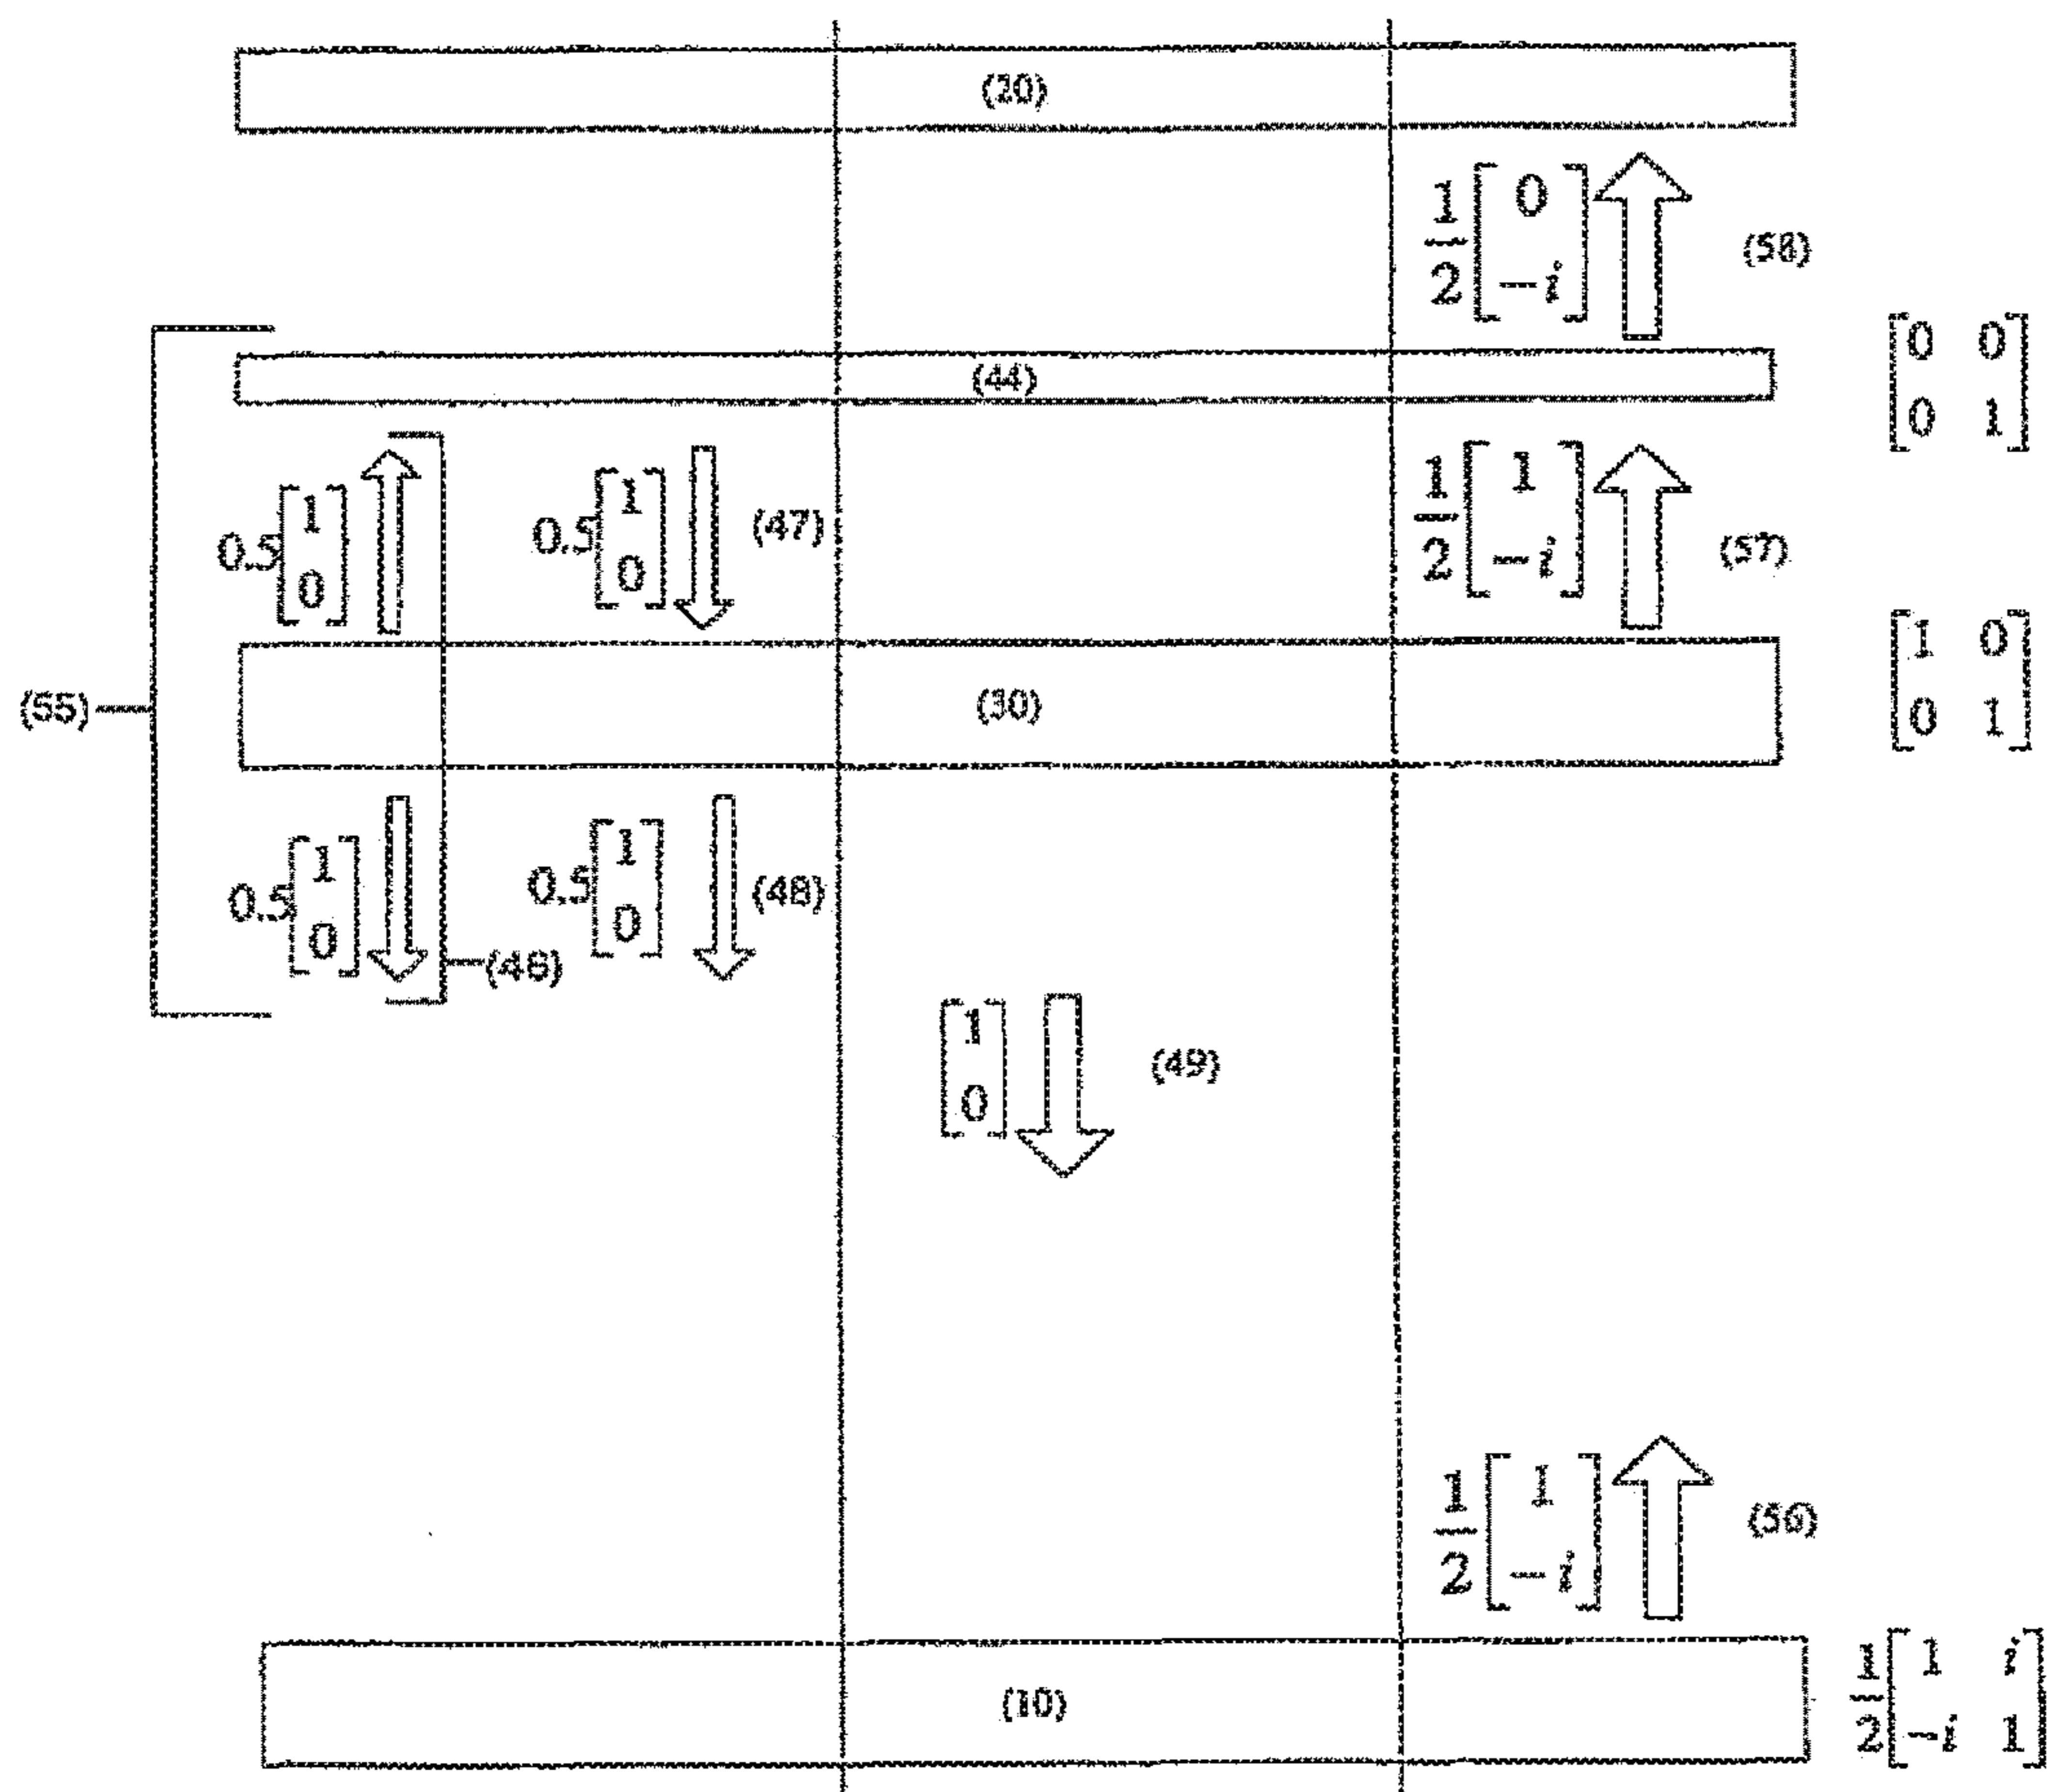 (20)
1/2 [0 -i] (58)
(44) [0 0 0 1]
0.5 [1 0] 0.5 [1 0] (47) 1/2 [1 -i] (57)
(55) (30) [1 0 0 1]
0.5 [1 0] (46) 0.5 [1 0] (48)
[1 0] (49)
1/2 [1 -i] (56)
(10) 1/2 [1 i -i 1]